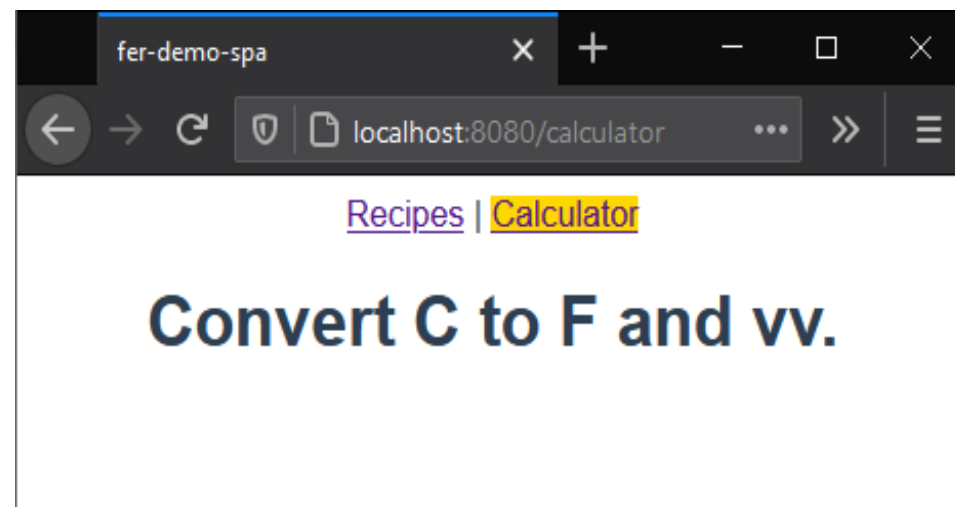 fer-demo-spa
localhost:8080/calculator
Recipes | Calculator
Convert C to F and vv.